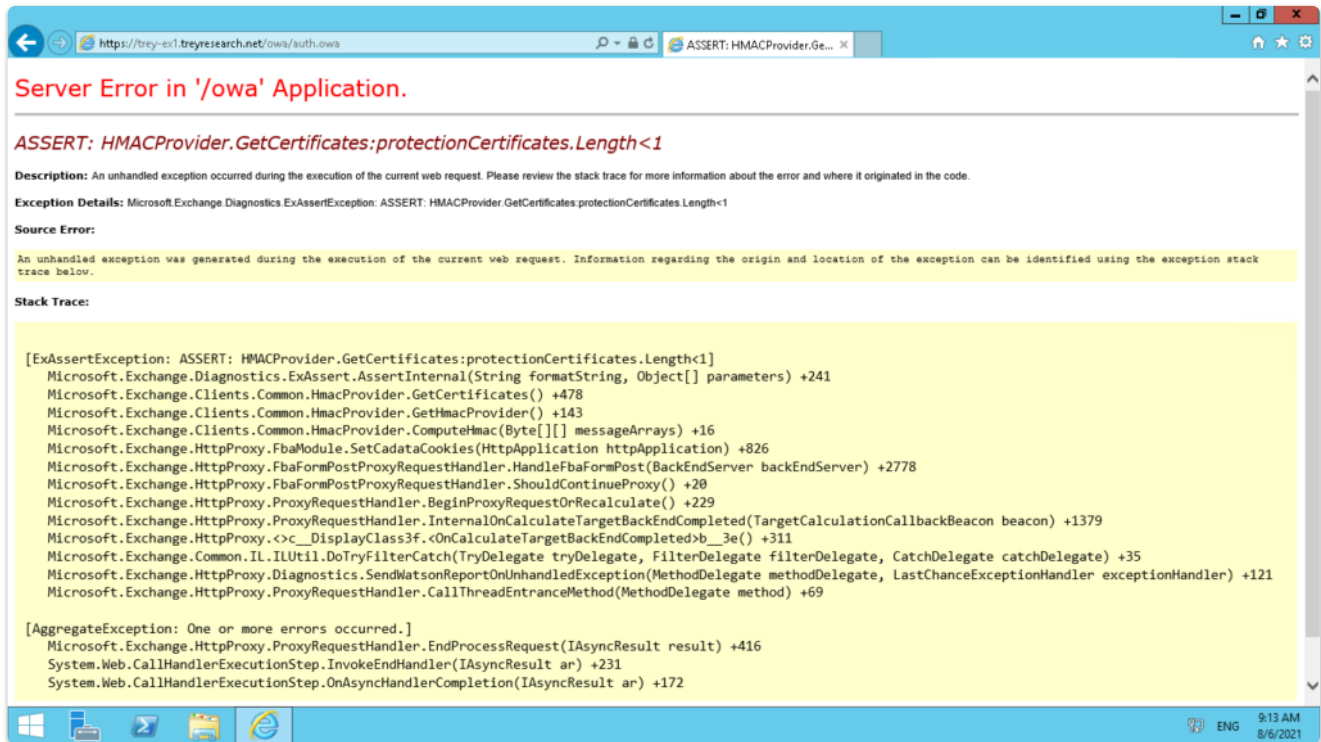 https://trey-ex1.treyresearch.net/owa/auth.owa
ASSERT: HMACProvider.Ge...
Server Error in '/owa' Application.
ASSERT: HMACProvider.GetCertificates:protectionCertificates.Length<1
Description: An unhandled exception occurred during the execution of the current web request. Please review the stack trace for more information about the error and where it originated in the code.
Exception Details: Microsoft.Exchange.Diagnostics.ExAssertException: ASSERT: HMACProvider.GetCertificates:protectionCertificates.Length<1
Source Error:
An unhandled exception was generated during the execution of the current web request. Information regarding the origin and location of the exception can be identified using the exception stack
trace below.
Stack Trace:
[ExAssertException: ASSERT: HMACProvider.GetCertificates:protectionCertificates.Length<1]
Microsoft.Exchange.Diagnostics.ExAssert.AssertInternal(String formatString, Object[] parameters) +241
Microsoft.Exchange.Clients.Common.HmacProvider.GetCertificates() +478
Microsoft.Exchange.Clients.Common.HmacProvider.GetHmacProvider() +143
Microsoft.Exchange.Clients.Common.HmacProvider.ComputeHmac(Byte[][] messageArrays) +16
Microsoft.Exchange.HttpProxy.FbaModule.SetCadataCookies(HttpApplication httpApplication) +826
Microsoft.Exchange.HttpProxy.FbaFormPostProxyRequestHandler.HandleFbaFormPost(BackEndServer backEndServer) +2778
Microsoft.Exchange.HttpProxy.FbaFormPostProxyRequestHandler.ShouldContinueProxy() +20
Microsoft.Exchange.HttpProxy.ProxyRequestHandler.BeginProxyRequestOrRecalculate() +229
Microsoft.Exchange.HttpProxy.ProxyRequestHandler.InternalOnCalculateTargetBackEndCompleted(TargetCalculationCallbackBeacon beacon) +1379
Microsoft.Exchange.HttpProxy.<>c__DisplayClass3f.<OnCalculateTargetBackEndCompleted>b__3e() +311
Microsoft.Exchange.Common.IL.ILUtil.DoTryFilterCatch(TryDelegate tryDelegate, FilterDelegate filterDelegate, CatchDelegate catchDelegate) +35
Microsoft.Exchange.HttpProxy.Diagnostics.SendWatsonReportOnUnhandledException(MethodDelegate methodDelegate, LastChanceExceptionHandler exceptionHandler) +121
Microsoft.Exchange.HttpProxy.ProxyRequestHandler.CallThreadEntranceMethod(MethodDelegate method) +69
[AggregateException: One or more errors occurred.]
Microsoft.Exchange.HttpProxy.ProxyRequestHandler.EndProcessRequest(IAsyncResult result) +416
System.Web.CallHandlerExecutionStep.InvokeEndHandler(IAsyncResult ar) +231
System.Web.CallHandlerExecutionStep.OnAsyncHandlerCompletion(IAsyncResult ar) +172
ENG
9:13 AM
8/6/2021